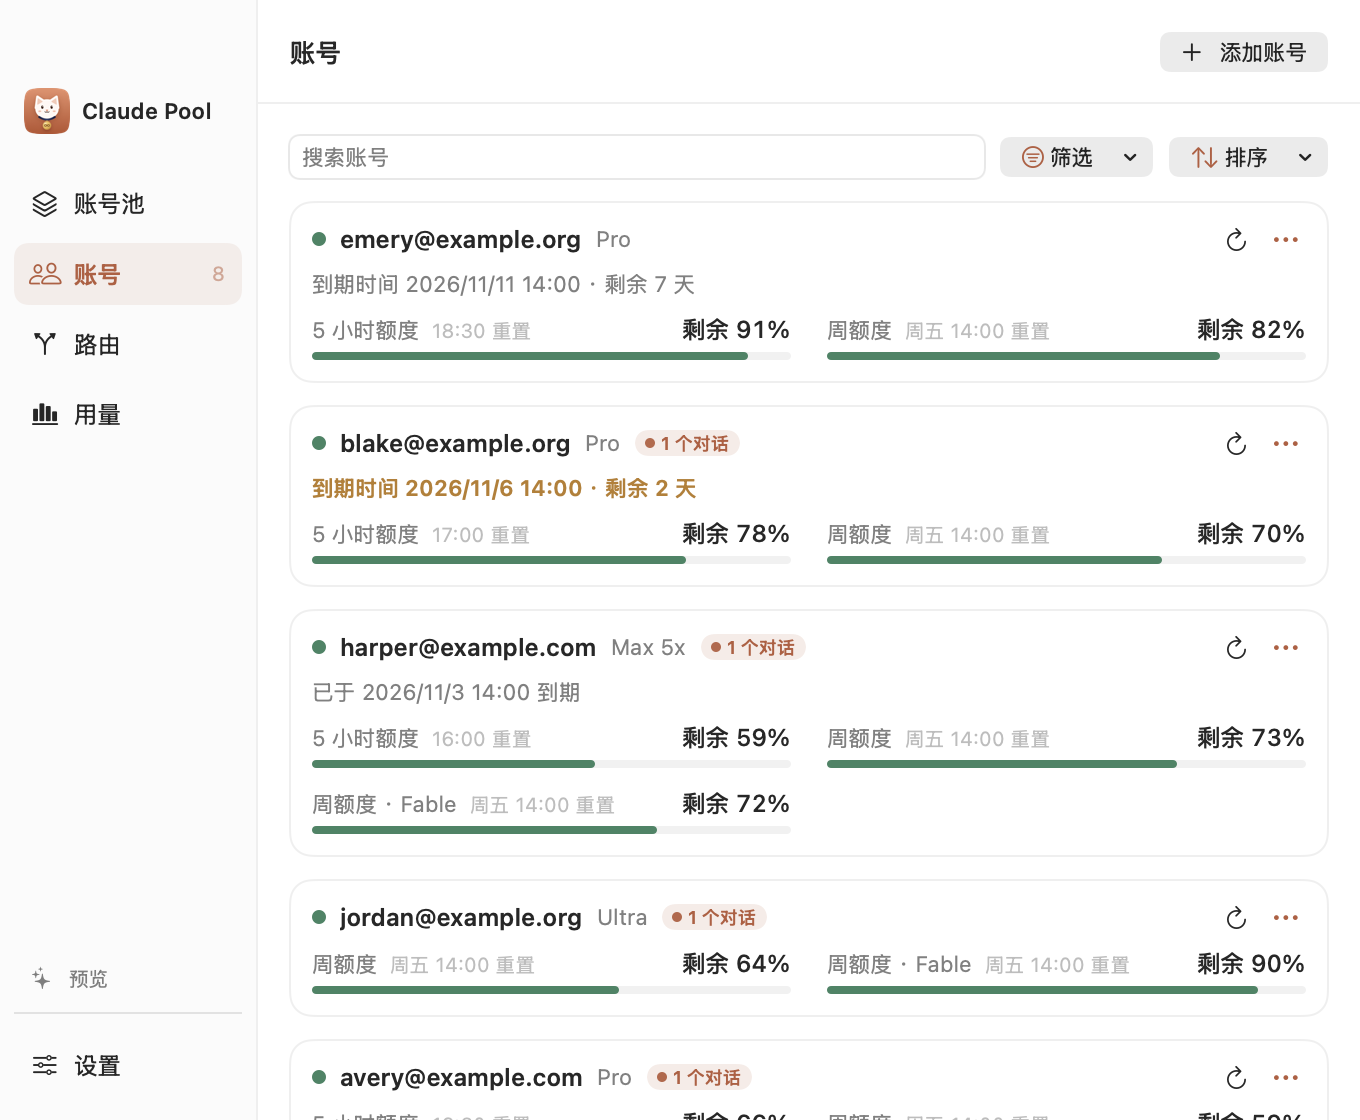 账号
添加账号
Claude Pool
搜索账号
筛选
排序
账号池
账号 8
路由
用量
预览
设置
emery@example.org Pro
到期时间 2026/11/11 14:00 · 剩余 7 天
5 小时额度 18:30 重置 剩余 91%
周额度 周五 14:00 重置 剩余 82%
blake@example.org Pro 1 个对话
到期时间 2026/11/6 14:00 · 剩余 2 天
5 小时额度 17:00 重置 剩余 78%
周额度 周五 14:00 重置 剩余 70%
harper@example.com Max 5x 1 个对话
已于 2026/11/3 14:00 到期
5 小时额度 16:00 重置 剩余 59%
周额度 周五 14:00 重置 剩余 73%
周额度 · Fable 周五 14:00 重置 剩余 72%
jordan@example.org Ultra 1 个对话
周额度 周五 14:00 重置 剩余 64%
周额度 · Fable 周五 14:00 重置 剩余 90%
avery@example.com Pro 1 个对话